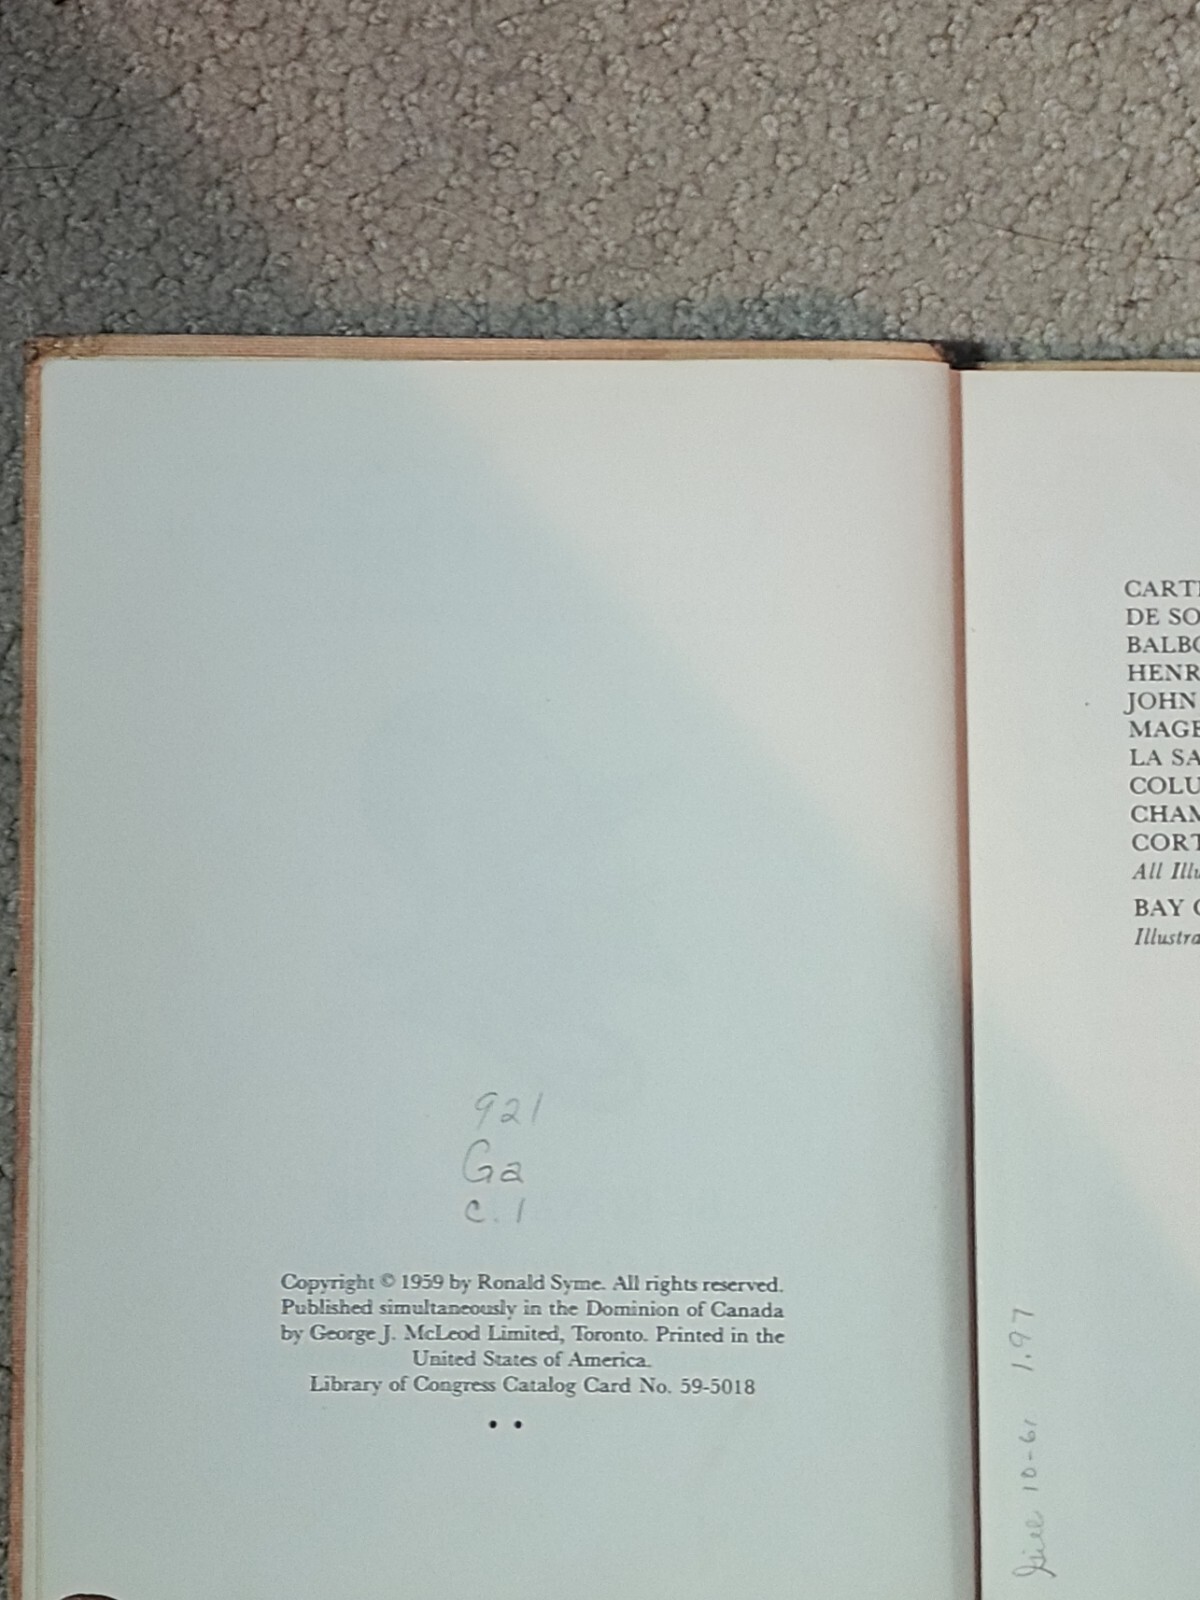 921
Ga
c. 1
Copyright © 1959 by Ronald Syme. All rights reserved.
Published simultaneously in the Dominion of Canada
by George J. McLeod Limited, Toronto. Printed in the
United States of America.
Library of Congress Catalog Card No. 59-5018
• •
CARTI
DE SO
BALBO
HENR
JOHN
MAGE
LA SA
COLU
CHAM
CORT
All Illu
BAY
Illustra
10-61 1.97